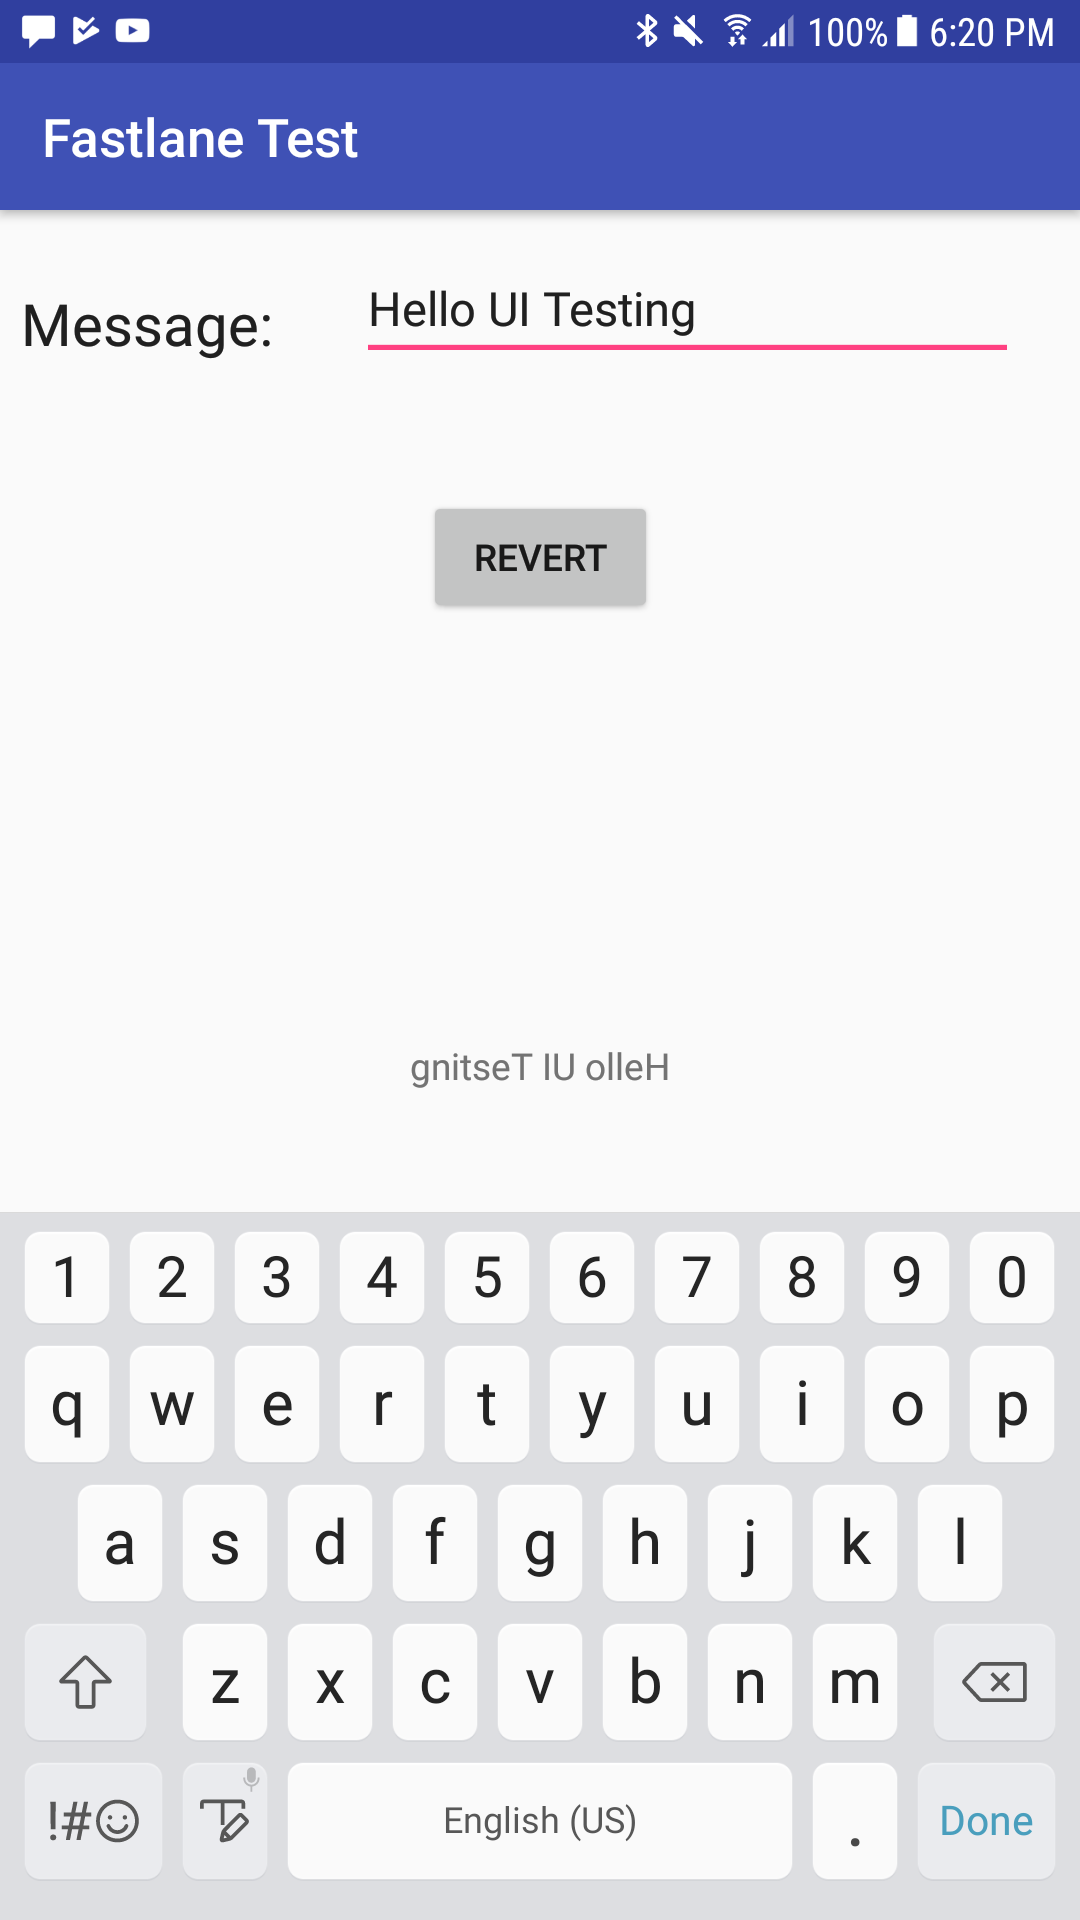 100% 6:20 PM
Fastlane Test
Message: Hello UI Testing
REVERT
gnitseT IU olleH
1 2 3 4 5 6 7 8 9 0
q w e r t y u i o p
a s d f g h j k l
z x c v b n m
!# English (US) . Done